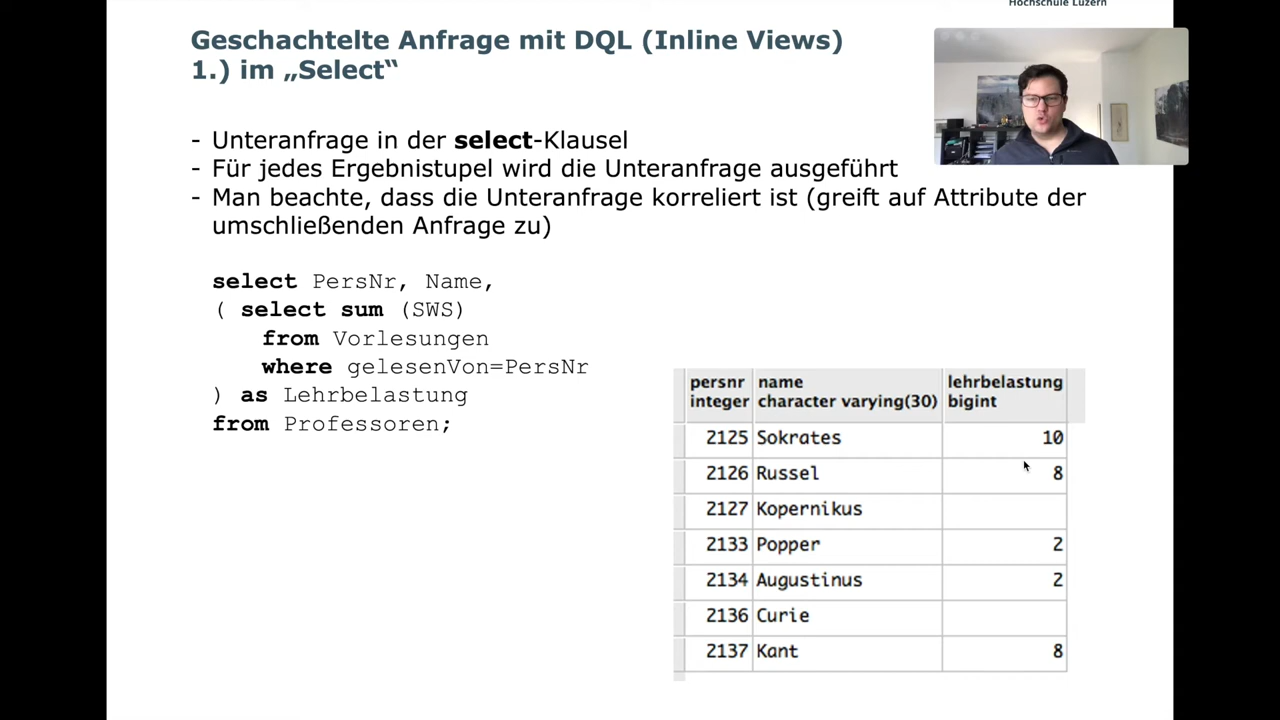 Hochschule Luzern
Geschachtelte Anfrage mit DQL (Inline Views)
1.) im „Select“
- Unteranfrage in der select-Klausel
- Für jedes Ergebnistupel wird die Unteranfrage ausgeführt
- Man beachte, dass die Unteranfrage korreliert ist (greift auf Attribute der
umschließenden Anfrage zu)
select PersNr, Name,
( select sum (SWS)
from Vorlesungen
where gelesenVon=PersNr
) as Lehrbelastung
from Professoren;
persnr name lehrbelastung
integer character varying(30) bigint
2125 Sokrates 10
2126 Russel 8
2127 Kopernikus
2133 Popper 2
2134 Augustinus 2
2136 Curie
2137 Kant 8